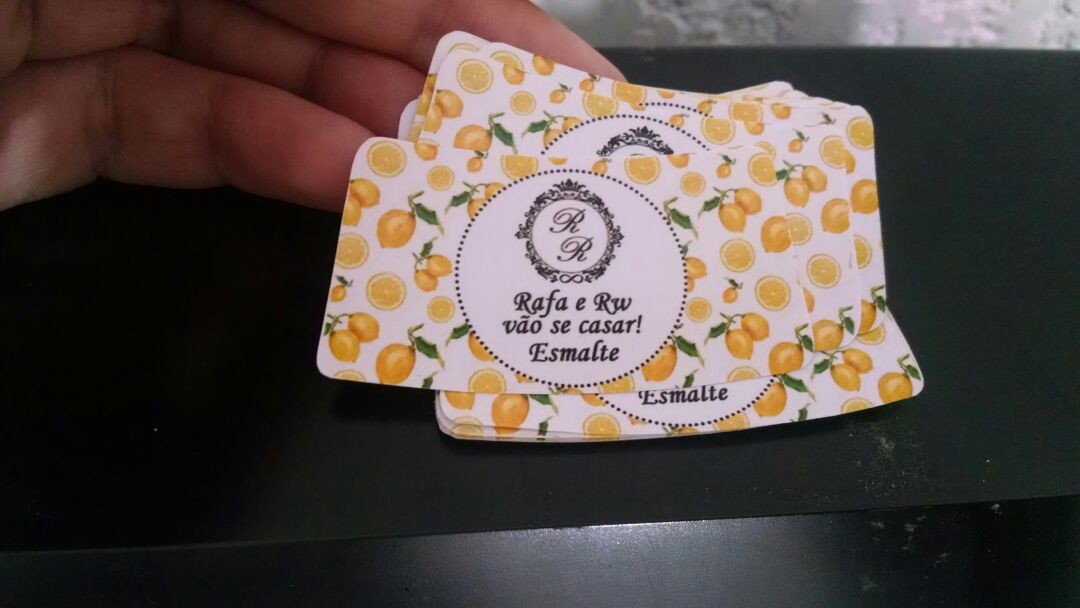 R
R
Rafa e Rw
vão se casar!
Esmalte
Esmalte